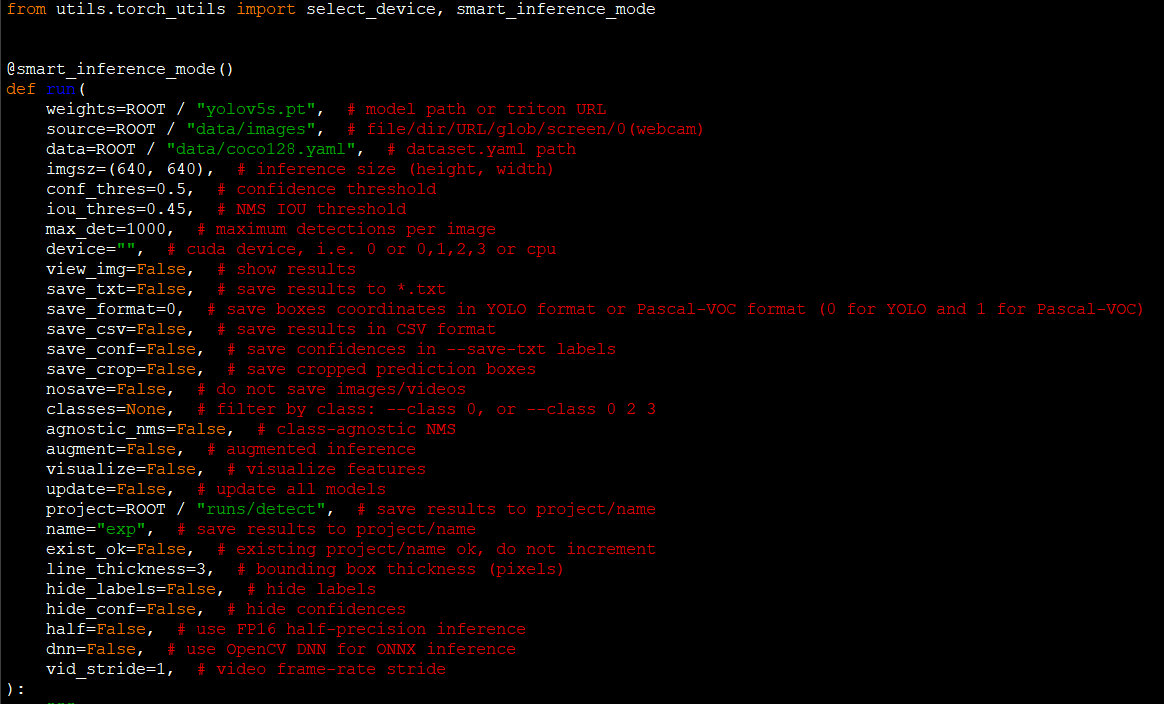 from utils.torch_utils import select_device, smart_inference_mode
@smart_inference_mode()
def run(
    weights=ROOT / "yolov5s.pt",  # model path or triton URL
    source=ROOT / "data/images",  # file/dir/URL/glob/screen/0(webcam)
    data=ROOT / "data/coco128.yaml",  # dataset.yaml path
    imgsz=(640, 640),  # inference size (height, width)
    conf_thres=0.5,  # confidence threshold
    iou_thres=0.45,  # NMS IOU threshold
    max_det=1000,  # maximum detections per image
    device="",  # cuda device, i.e. 0 or 0,1,2,3 or cpu
    view_img=False,  # show results
    save_txt=False,  # save results to *.txt
    save_format=0,  # save boxes coordinates in YOLO format or Pascal-VOC format (0 for YOLO and 1 for Pascal-VOC)
    save_csv=False,  # save results in CSV format
    save_conf=False,  # save confidences in --save-txt labels
    save_crop=False,  # save cropped prediction boxes
    nosave=False,  # do not save images/videos
    classes=None,  # filter by class: --class 0, or --class 0 2 3
    agnostic_nms=False,  # class-agnostic NMS
    augment=False,  # augmented inference
    visualize=False,  # visualize features
    update=False,  # update all models
    project=ROOT / "runs/detect",  # save results to project/name
    name="exp",  # save results to project/name
    exist_ok=False,  # existing project/name ok, do not increment
    line_thickness=3,  # bounding box thickness (pixels)
    hide_labels=False,  # hide labels
    hide_conf=False,  # hide confidences
    half=False,  # use FP16 half-precision inference
    dnn=False,  # use OpenCV DNN for ONNX inference
    vid_stride=1,  # video frame-rate stride
):